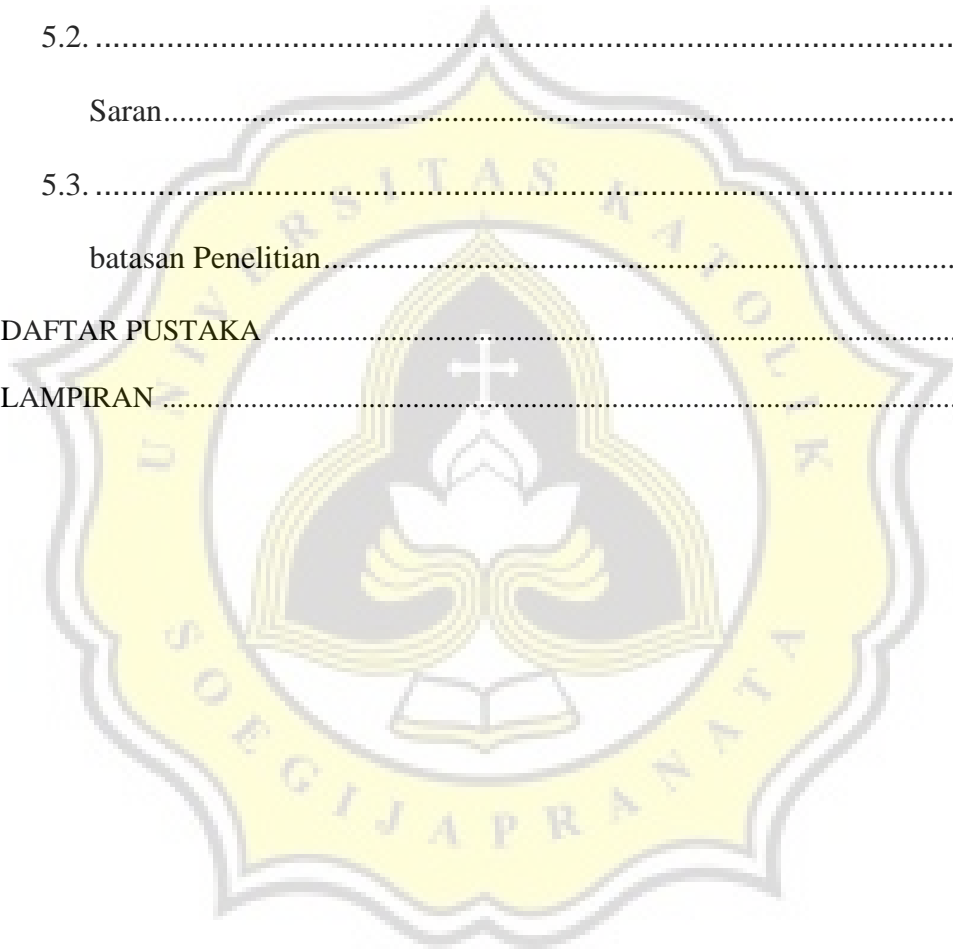 5.2. ........................................................................................................
Saran........................................................................................................
5.3. ........................................................................................................
batasan Penelitian........................................................................................
DAFTAR PUSTAKA ........................................................................................
LAMPIRAN ........................................................................................................
UNIVERSITAS KATOLIK
SOEGIJAPRANATA